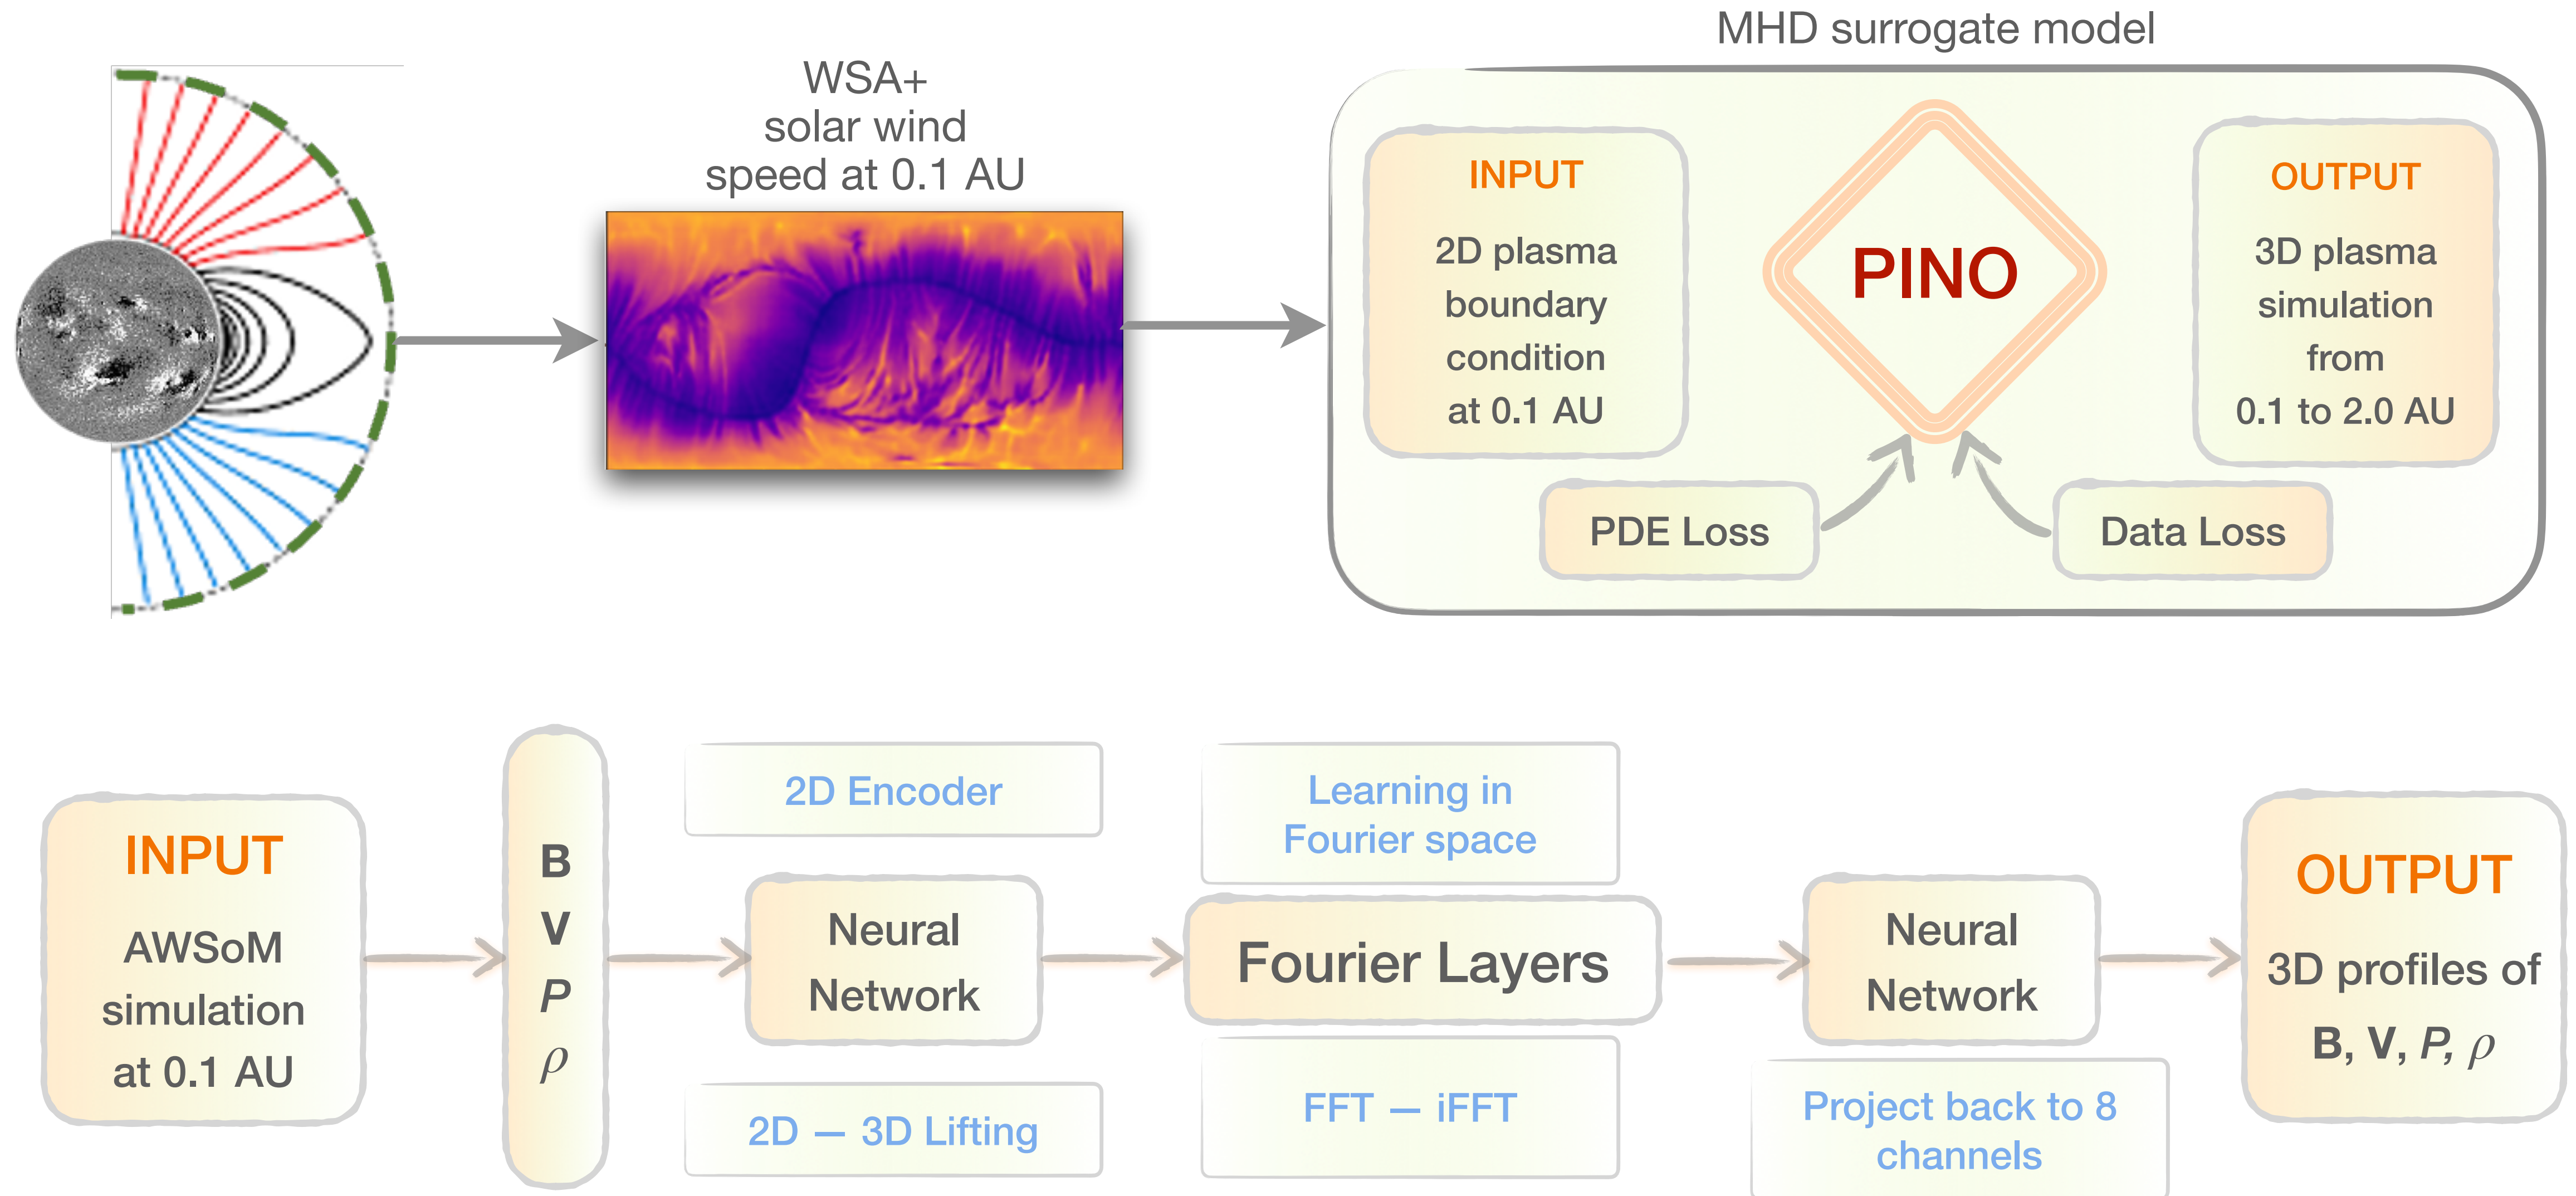 MHD surrogate model
WSA+
solar wind
speed at 0.1 AU
INPUT
2D plasma
boundary
condition
at 0.1 AU
PINO
OUTPUT
3D plasma
simulation
from
0.1 to 2.0 AU
PDE Loss
Data Loss
INPUT
AWSoM
simulation
at 0.1 AU
B
V
P
ρ
2D Encoder
Neural
Network
2D — 3D Lifting
Learning in
Fourier space
Fourier Layers
FFT — iFFT
Neural
Network
Project back to 8
channels
OUTPUT
3D profiles of
B, V, P, ρ